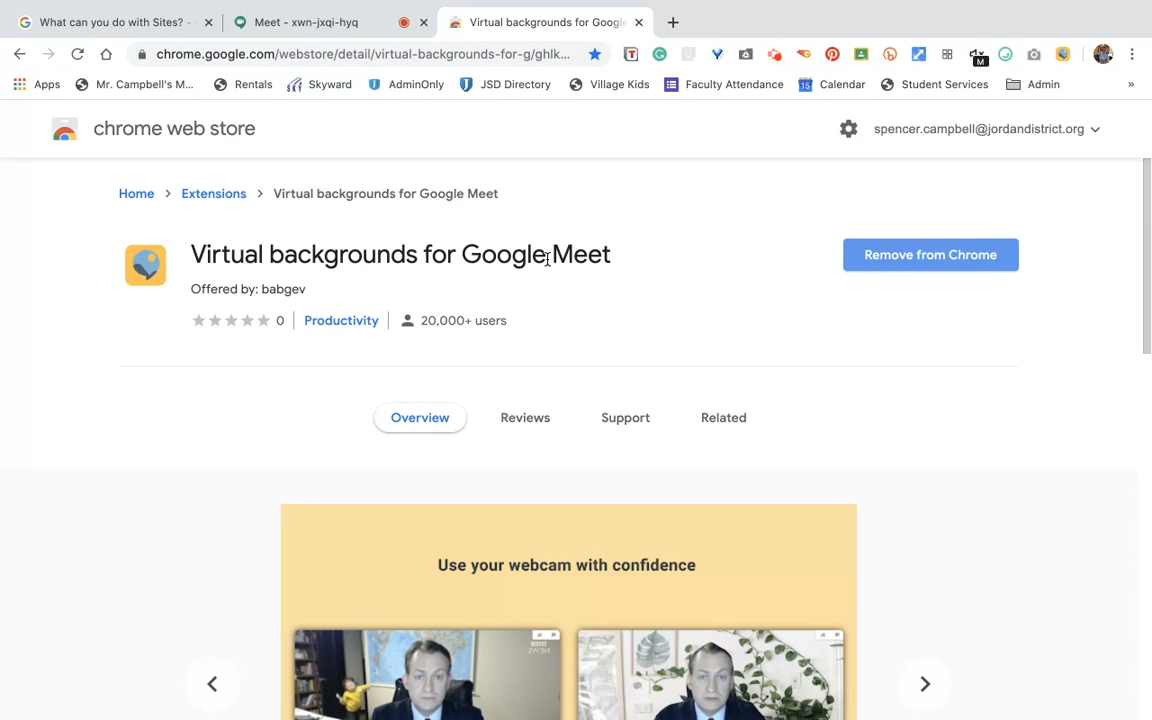 What can you do with Sites? -
Meet - xwn-jxqi-hyq
Virtual backgrounds for Google
chrome.google.com/webstore/detail/virtual-backgrounds-for-g/ghlk...
Apps
Mr. Campbell's M...
Rentals
Skyward
AdminOnly
JSD Directory
Village Kids
Faculty Attendance
15
Calendar
Student Services
Admin
»
M
chrome web store
spencer.campbell@jordandistrict.org
Home > Extensions > Virtual backgrounds for Google Meet
Virtual backgrounds for Google Meet
Remove from Chrome
Offered by: babgev
0
Productivity
20,000+ users
Overview
Reviews
Support
Related
Use your webcam with confidence